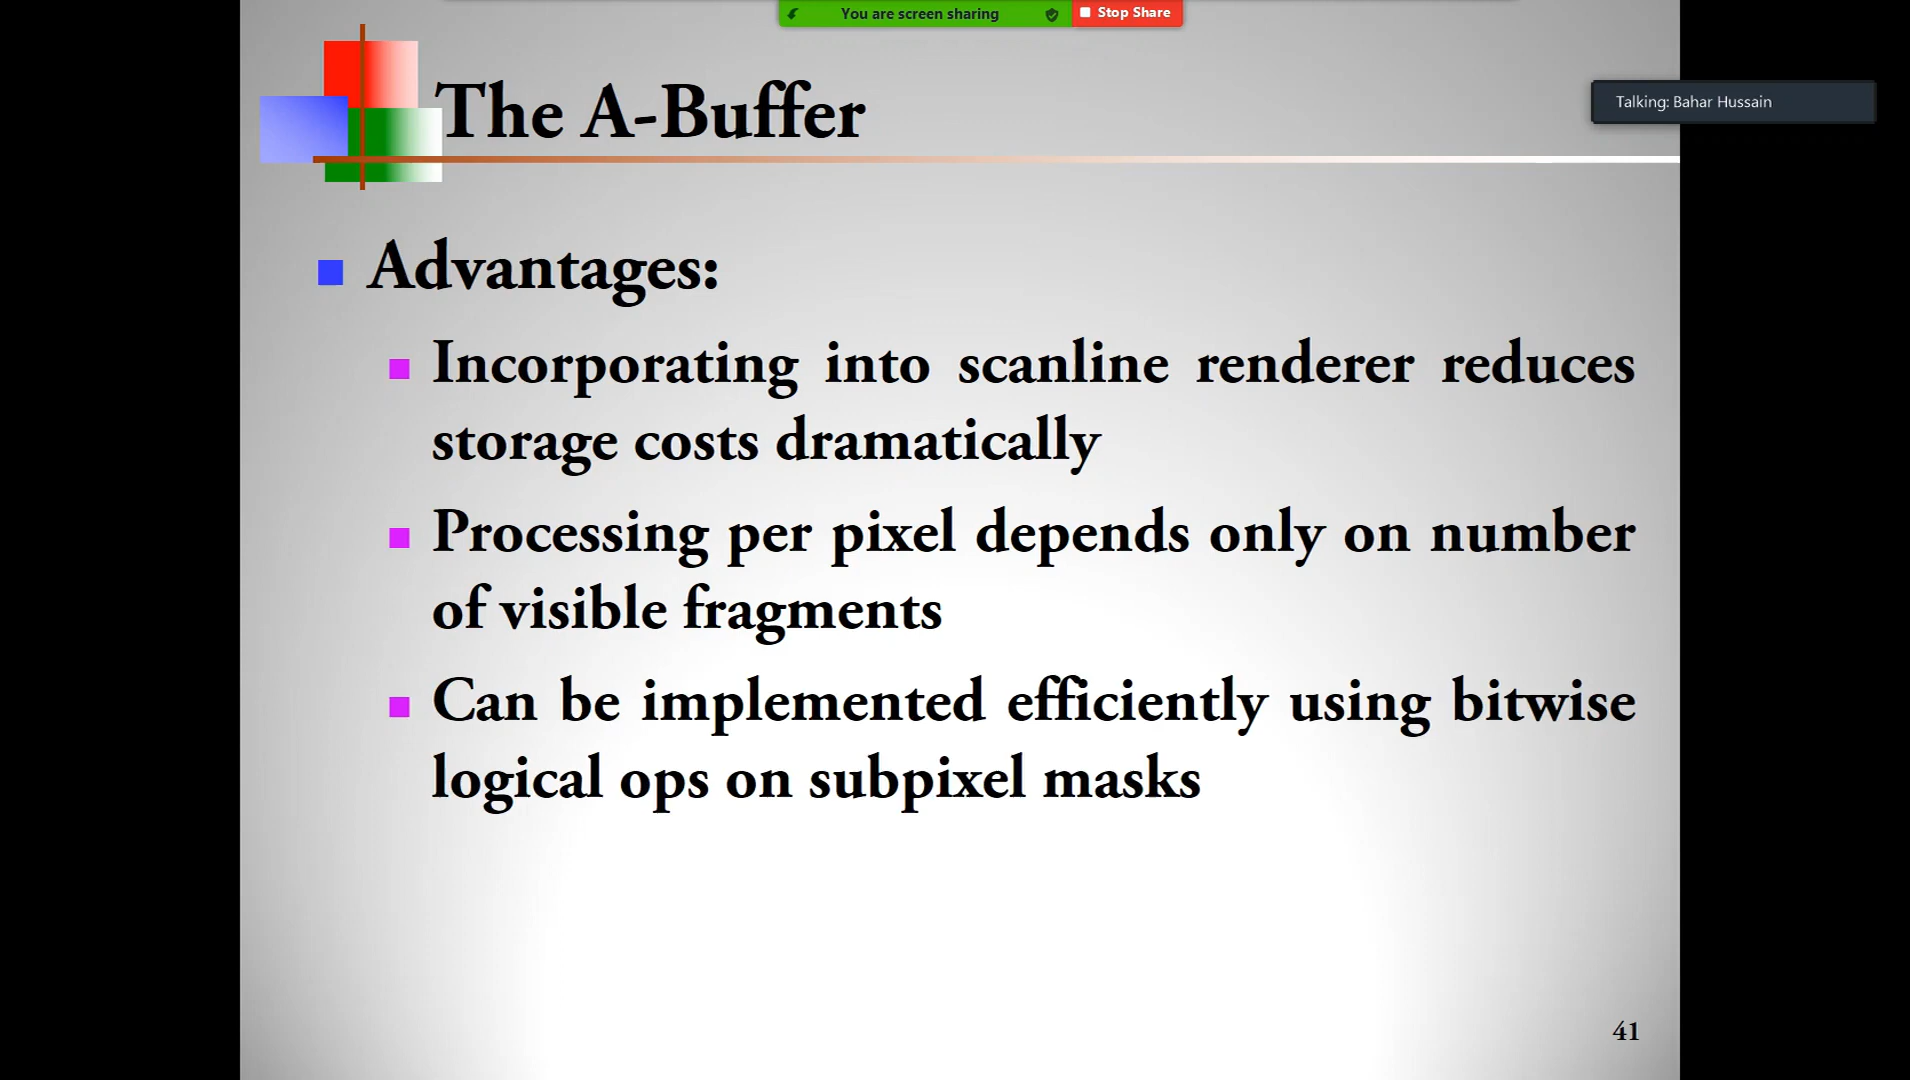 You are screen sharing
Stop Share
Talking: Bahar Hussain
The A-Buffer
Advantages:
Incorporating into scanline renderer reduces
storage costs dramatically
Processing per pixel depends only on number
of visible fragments
Can be implemented efficiently using bitwise
logical ops on subpixel masks
41